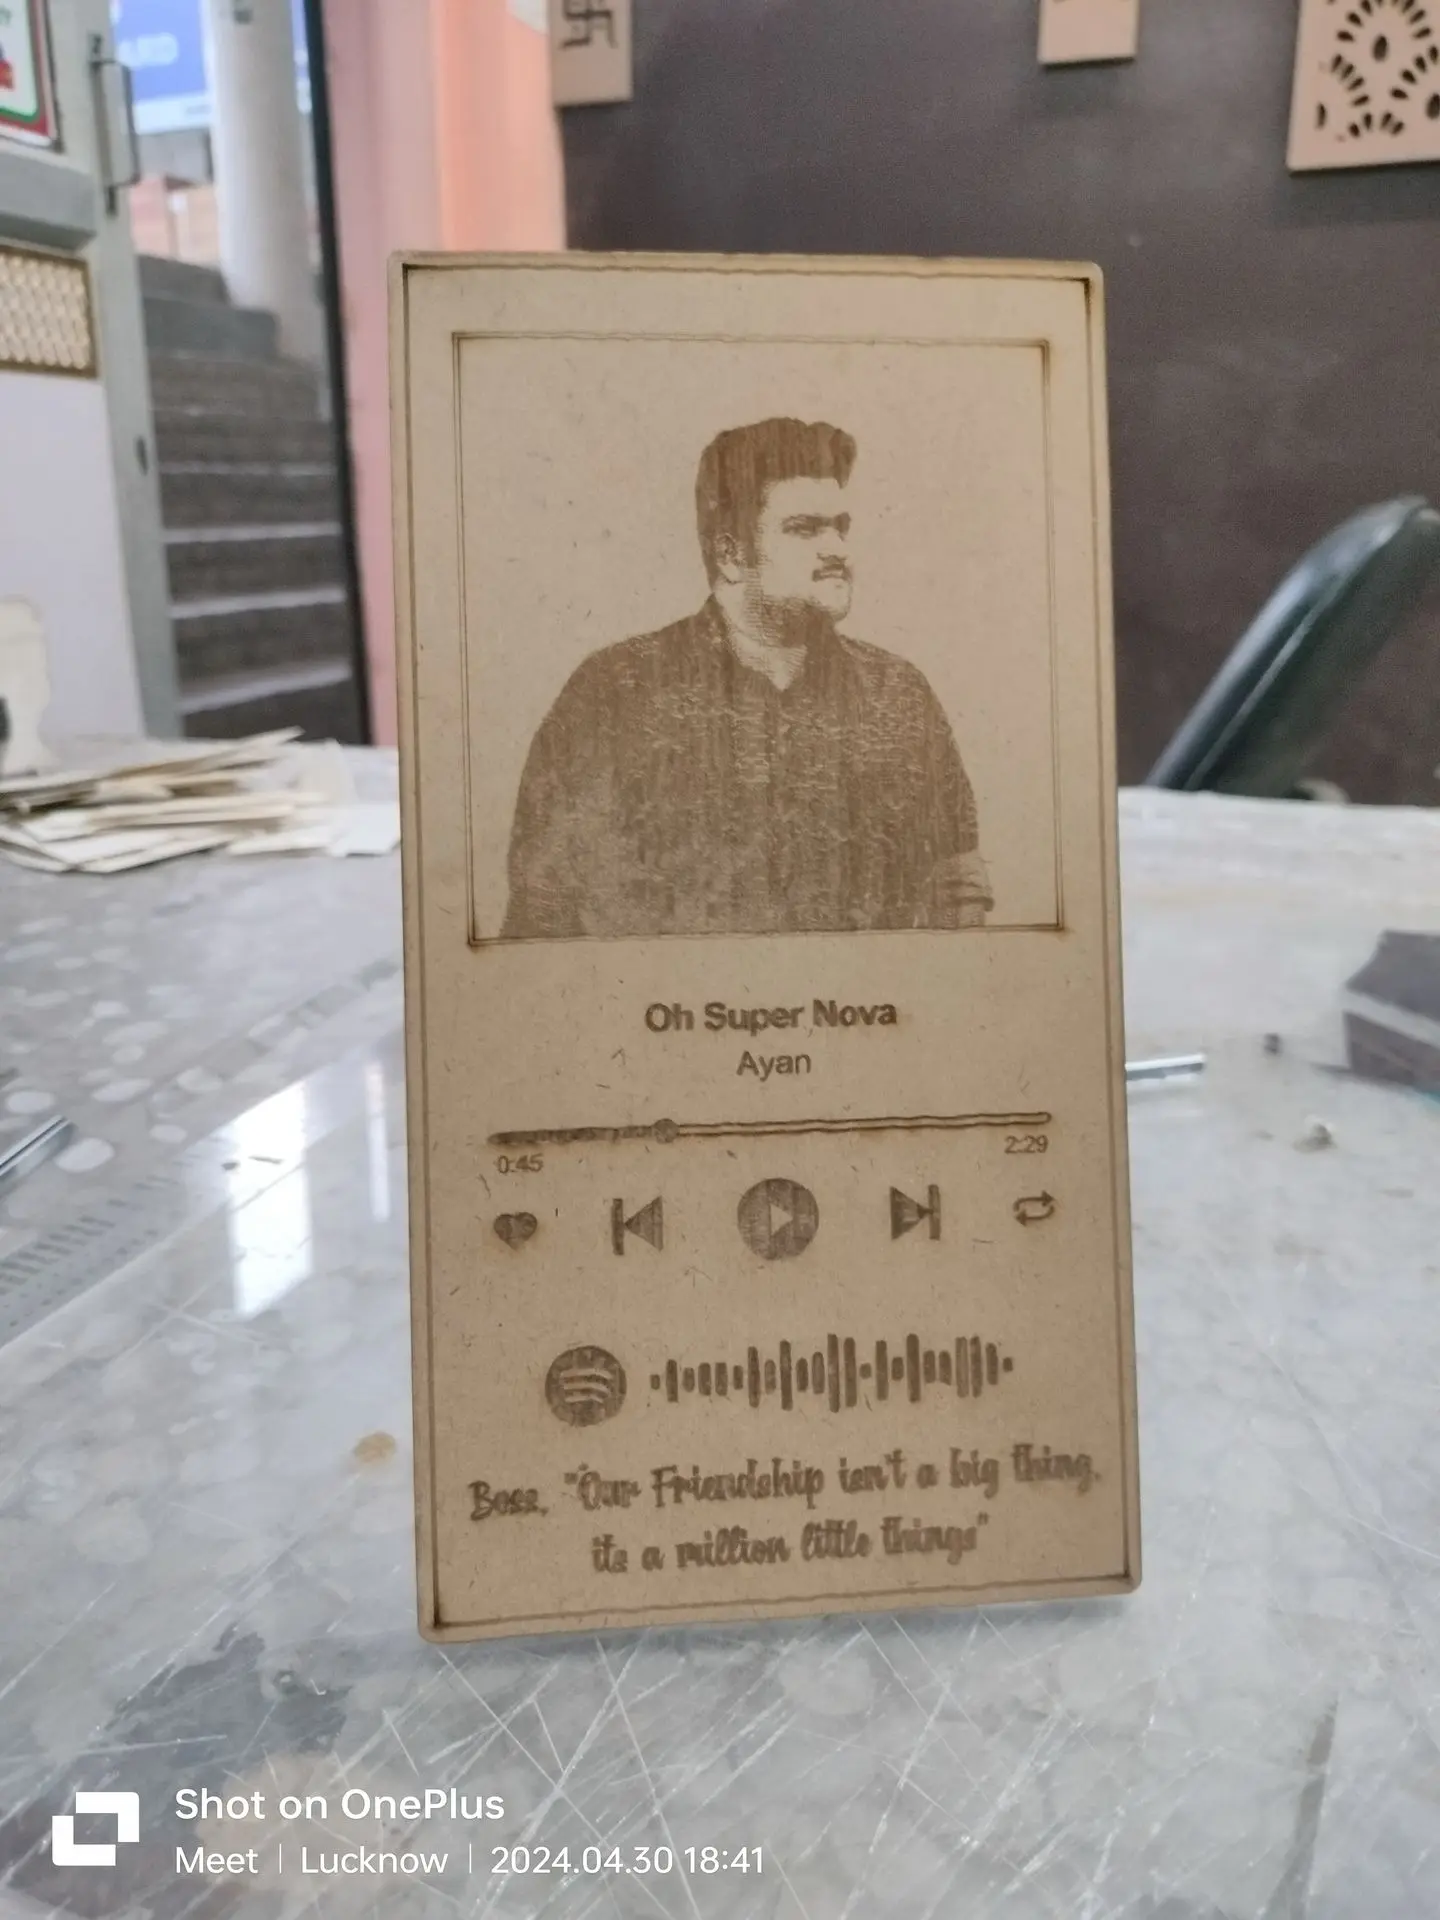 Oh Super Nova
Ayan
0:45 2:29
Boss, "Our Friendship isn't a big thing,
its a million little things"
Shot on OnePlus
Meet | Lucknow | 2024.04.30 18:41